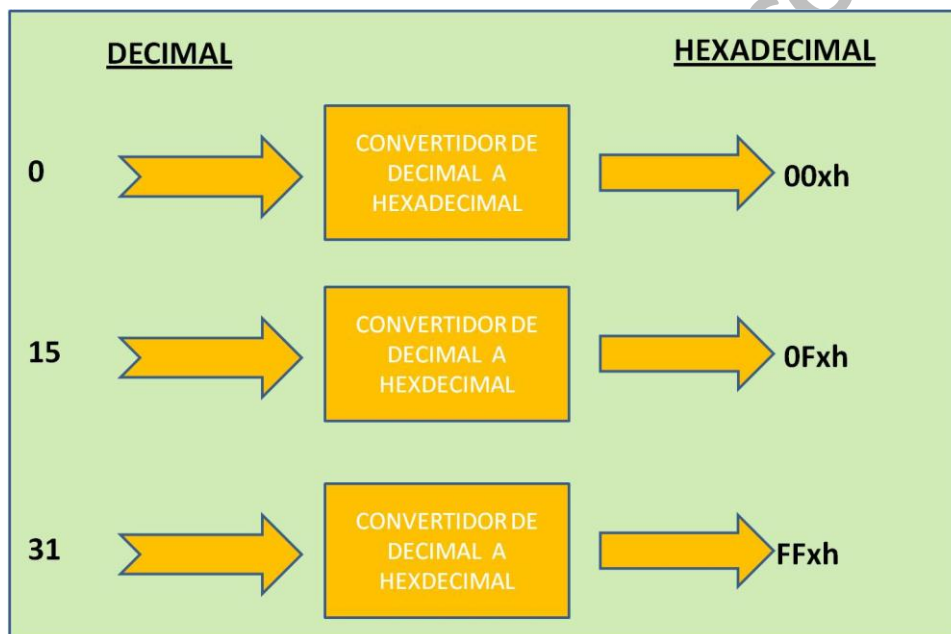 DECIMAL
HEXADECIMAL
0
CONVERTIDOR DE
DECIMAL A
HEXADECIMAL
00xh
15
CONVERTIDOR DE
DECIMAL A
HEXDECIMAL
0Fxh
31
CONVERTIDOR DE
DECIMAL A
HEXDECIMAL
FFxh